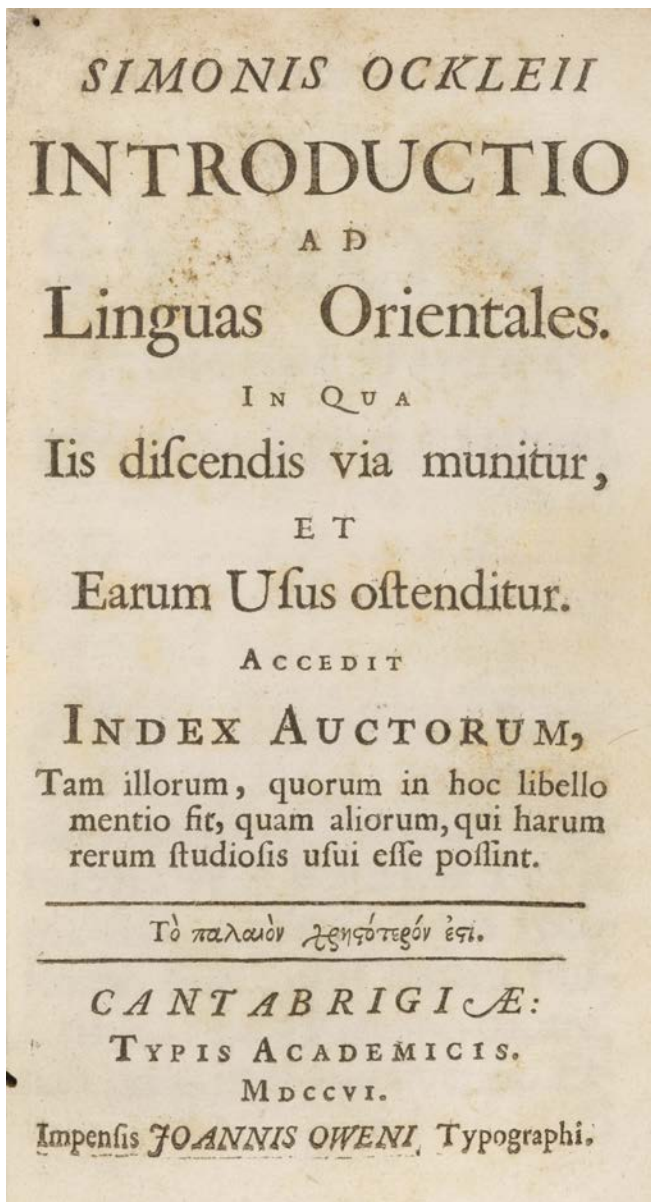 SIMONIS OCKLEII
INTRODUCTIO
AD
Linguas Orientales.
IN QUA
Iis diſcendis via munitur,
ET
Earum Uſus oſtenditur.
ACCEDIT
INDEX AUCTORUM,
Tam illorum, quorum in hoc libello
mentio fit, quam aliorum, qui harum
rerum ſtudioſis uſui eſſe poſſint.
Τὸ παλαιὸν χρηϛότερόν ἐϛι.
CANTABRIGIÆ:
TYPIS ACADEMICIS.
MDCCVI.
Impenſis JOANNIS OWENI, Typographi.